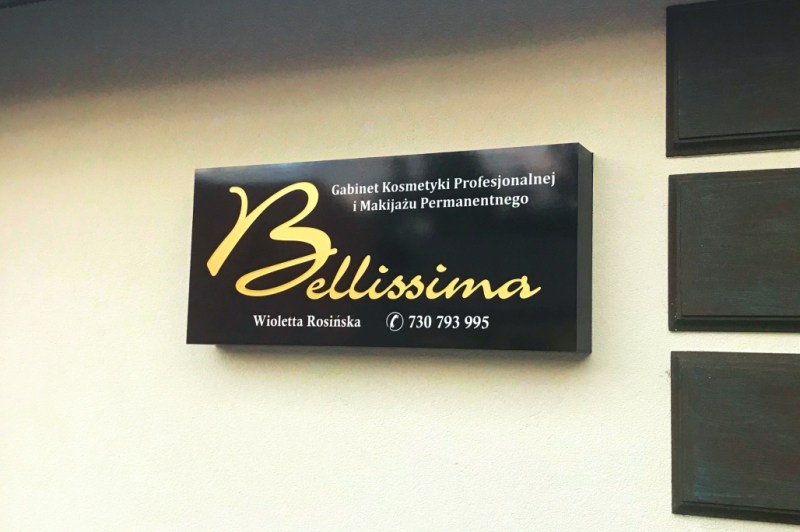 Gabinet Kosmetyki Profesjonalnej
i Makijażu Permanentnego
Bellissima
Wioletta Rosińska 730 793 995